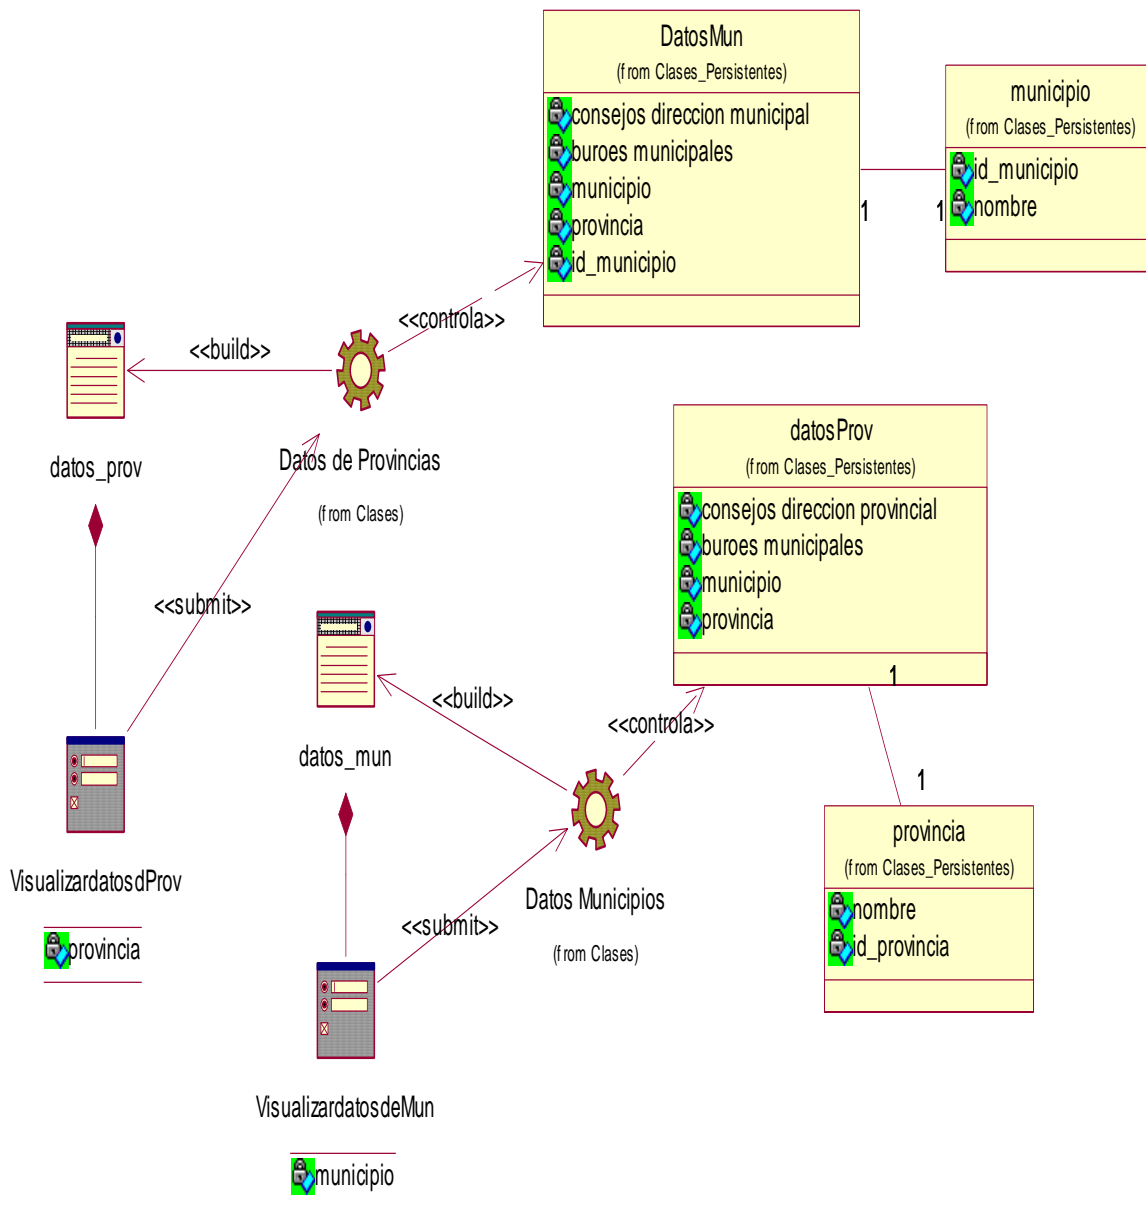 DatosMun
(from Clases_Persistentes)
consejos direccion municipal
buroes municipales
municipio
provincia
id_municipio
municipio
(from Clases_Persistentes)
id_municipio
nombre
1
1
<<controla>>
<<build>>
datos_prov
Datos de Provincias
(from Clases)
<<submit>>
datosProv
(from Clases_Persistentes)
consejos direccion provincial
buroes municipales
municipio
provincia
1
<<build>>
<<controla>>
datos_mun
1
VisualizardatosdProv
provincia
provincia
(from Clases_Persistentes)
nombre
id_provincia
Datos Municipios
(from Clases)
<<submit>>
VisualizardatosdeMun
municipio